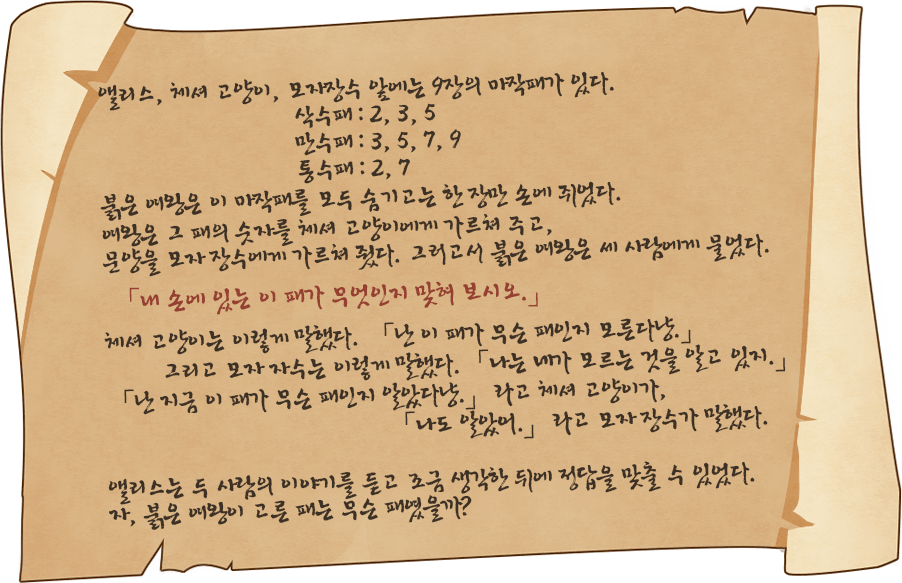 앨리스, 체셔 고양이, 모자장수 앞에는 9장의 마작패가 있다.
삭수패 : 2, 3, 5
만수패 : 3, 5, 7, 9
통수패 : 2, 7
붉은 여왕은 이 마작패를 모두 숨기고는 한 장만 손에 쥐었다.
여왕은 그 패의 숫자를 체셔 고양이에게 가르쳐 주고,
문양을 모자장수에게 가르쳐 줬다. 그러고서 붉은 여왕은 세 사람에게 물었다.
「내 손에 있는 이 패가 무엇인지 맞혀 보시오.」
체셔 고양이는 이렇게 말했다. 「난 이 패가 무슨 패인지 모른다냥.」
그리고 모자 자수는 이렇게 말했다. 「나는 네가 모르는 것을 알고 있지.」
「난 지금 이 패가 무슨 패인지 알았다냥.」 라고 체셔 고양이가,
「나도 알았어.」 라고 모자 장수가 말했다.
앨리스는 두 사람의 이야기를 듣고 조금 생각한 뒤에 정답을 맞출 수 있었다.
자, 붉은 여왕이 고른 패는 무슨 패였을까?